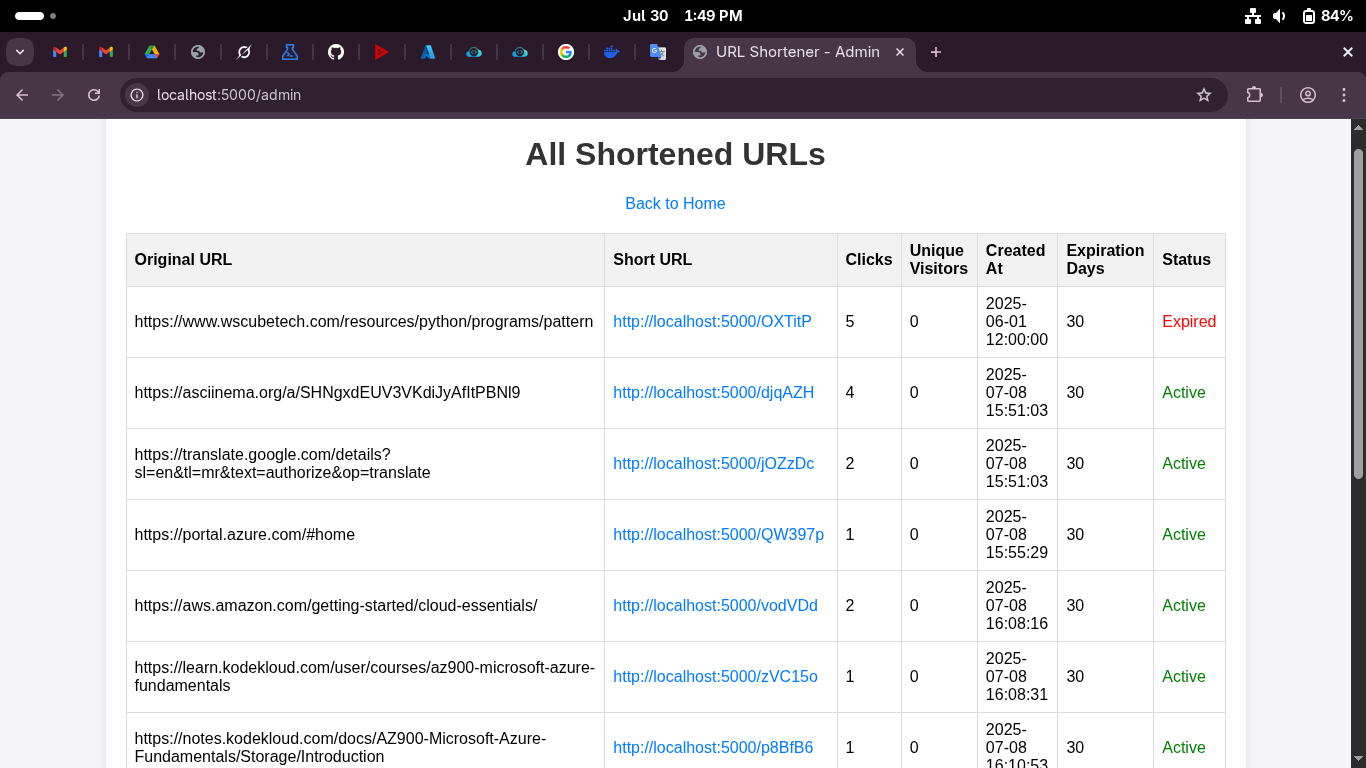 Jul 30 1:49 PM
84%
URL Shortener - Admin
localhost:5000/admin
All Shortened URLs
Back to Home
Original URL Short URL Clicks Unique Visitors Created At Expiration Days Status
https://www.wscubetech.com/resources/python/programs/pattern http://localhost:5000/OXTitP 5 0 2025-06-01 12:00:00 30 Expired
https://asciinema.org/a/SHNgxdEUV3VKdiJyAfItPBNl9 http://localhost:5000/djqAZH 4 0 2025-07-08 15:51:03 30 Active
https://translate.google.com/details?sl=en&tl=mr&text=authorize&op=translate http://localhost:5000/jOZzDc 2 0 2025-07-08 15:51:03 30 Active
https://portal.azure.com/#home http://localhost:5000/QW397p 1 0 2025-07-08 15:55:29 30 Active
https://aws.amazon.com/getting-started/cloud-essentials/ http://localhost:5000/vodVDd 2 0 2025-07-08 16:08:16 30 Active
https://learn.kodekloud.com/user/courses/az900-microsoft-azure-fundamentals http://localhost:5000/zVC15o 1 0 2025-07-08 16:08:31 30 Active
https://notes.kodekloud.com/docs/AZ900-Microsoft-Azure-Fundamentals/Storage/Introduction http://localhost:5000/p8BfB6 1 0 2025-07-08 16:10:53 30 Active